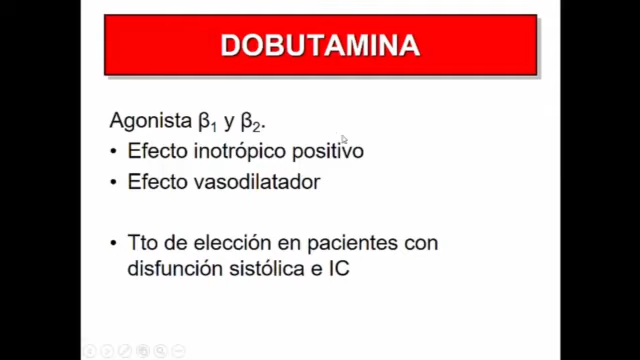 DOBUTAMINA
Agonista β₁ y β₂.
• Efecto inotrópico positivo
• Efecto vasodilatador
• Tto de elección en pacientes con
disfunción sistólica e IC